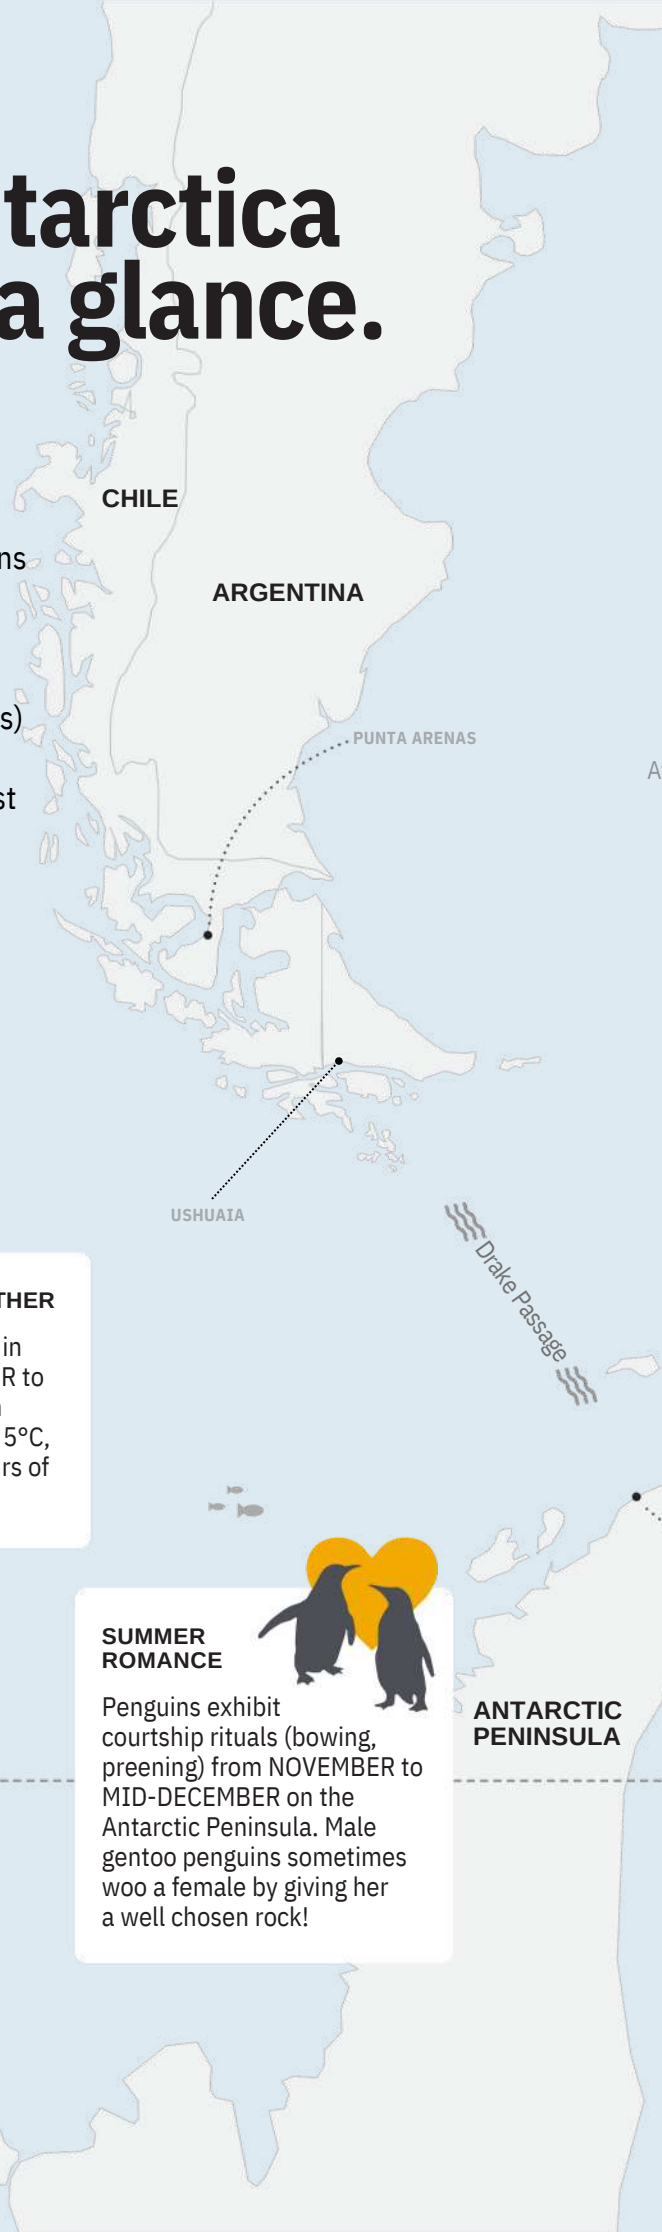 tarctica
a glance.
CHILE
ns
ARGENTINA
s)
PUNTA ARENAS
st
USHUAIA
Drake Passage
THER
in
R to
5°C,
rs of
SUMMER
ROMANCE
Penguins exhibit
courtship rituals (bowing,
preening) from NOVEMBER to
MID-DECEMBER on the
Antarctic Peninsula. Male
gentoo penguins sometimes
woo a female by giving her
a well chosen rock!
ANTARCTIC
PENINSULA